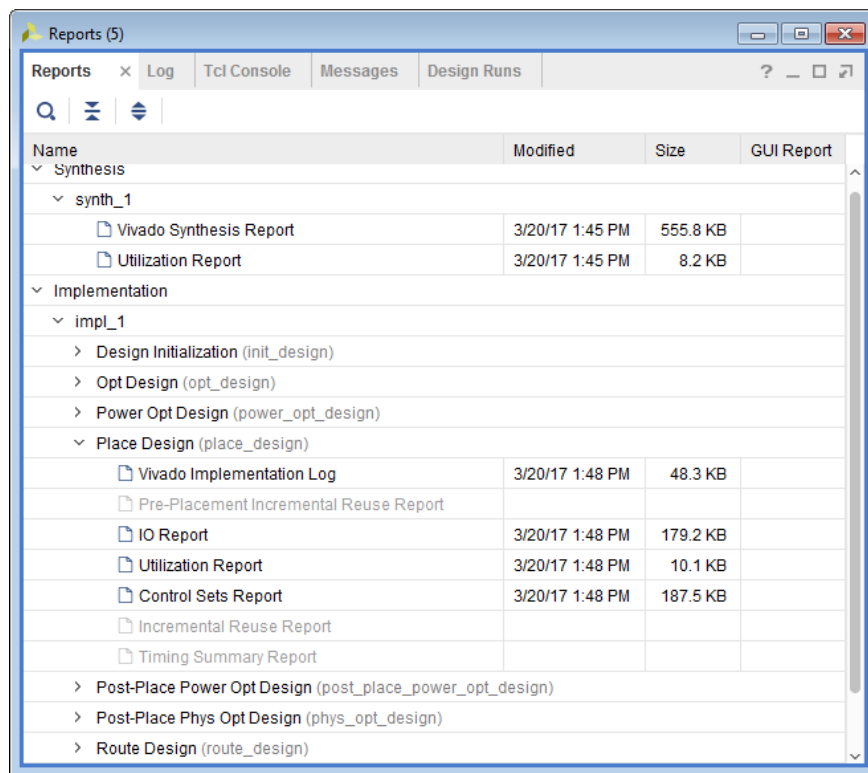 Reports (5)
Reports × Log Tcl Console Messages Design Runs ?
Name Modified Size GUI Report
Synthesis
synth_1
Vivado Synthesis Report 3/20/17 1:45 PM 555.8 KB
Utilization Report 3/20/17 1:45 PM 8.2 KB
Implementation
impl_1
Design Initialization (init_design)
Opt Design (opt_design)
Power Opt Design (power_opt_design)
Place Design (place_design)
Vivado Implementation Log 3/20/17 1:48 PM 48.3 KB
Pre-Placement Incremental Reuse Report
IO Report 3/20/17 1:48 PM 179.2 KB
Utilization Report 3/20/17 1:48 PM 10.1 KB
Control Sets Report 3/20/17 1:48 PM 187.5 KB
Incremental Reuse Report
Timing Summary Report
Post-Place Power Opt Design (post_place_power_opt_design)
Post-Place Phys Opt Design (phys_opt_design)
Route Design (route_design)